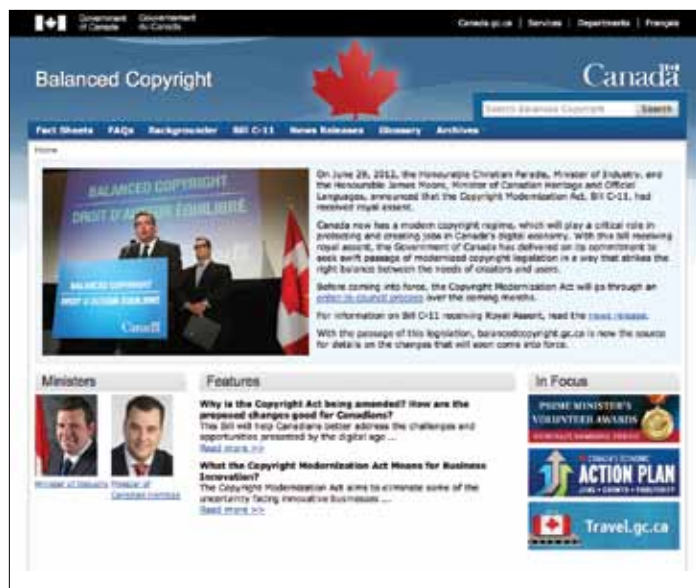 Government of Canada
Gouvernement du Canada
Canada.gc.ca | Services | Departments | Français
Balanced Copyright
Canada
Search Balanced Copyright
Search
Fact Sheets FAQs Backgrounder Bill C-11 News Releases Glossary Archives
Home
BALANCED COPYRIGHT
DROIT D'AUTEUR ÉQUILIBRÉ
BALANCED COPYRIGHT
DROIT D'AUTEUR ÉQUILIBRÉ
Canada
On June 29, 2012, the Honourable Christian Paradis, Minister of Industry, and
the Honourable James Moore, Minister of Canadian Heritage and Official
Languages, announced that the Copyright Modernization Act, Bill C-11, had
received royal assent.
Canada now has a modern copyright regime, which will play a critical role in
protecting and creating jobs in Canada's digital economy. With this bill receiving
royal assent, the Government of Canada has delivered on its commitment to
seek swift passage of modernized copyright legislation in a way that strikes the
right balance between the needs of creators and users.
Before coming into force, the Copyright Modernization Act will go through an
order-in-council process over the coming months.
For information on Bill C-11 receiving Royal Assent, read the news release.
With the passage of this legislation, balancedcopyright.gc.ca is now the source
for details on the changes that will soon come into force.
Ministers
Minister of Industry
Minister of
Canadian Heritage
Features
Why is the Copyright Act being amended? How are the
proposed changes good for Canadians?
This Bill will help Canadians better address the challenges and
opportunities presented by the digital age ...
Read more >>
What the Copyright Modernization Act Means for Business
Innovation?
The Copyright Modernization Act aims to eliminate some of the
uncertainty facing innovative businesses ...
Read more >>
In Focus
PRIME MINISTER'S
VOLUNTEER AWARDS
CANADA'S ECONOMIC
ACTION PLAN
JOBS • GROWTH • PROSPERITY
Travel.gc.ca